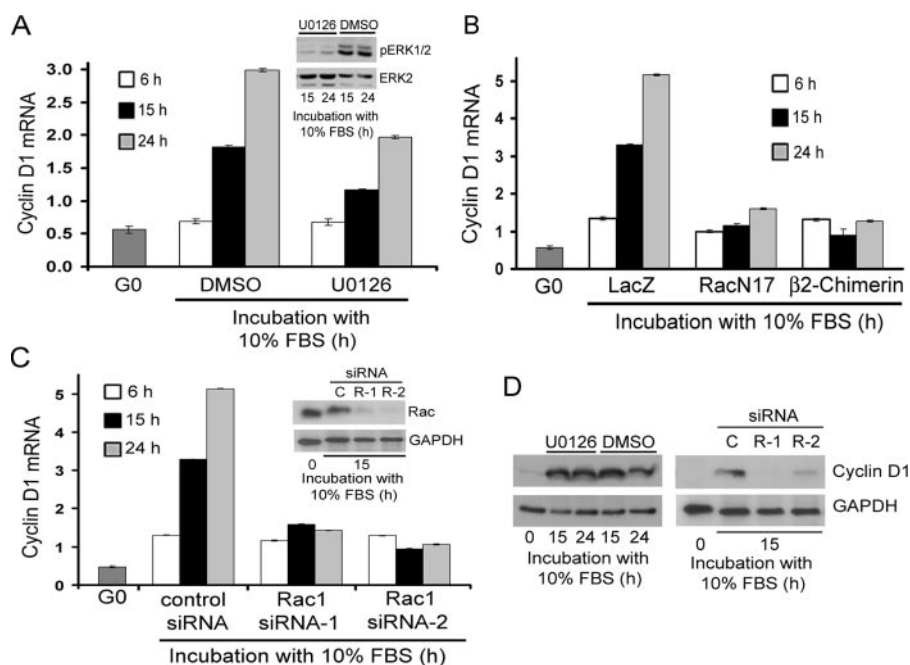 A
U0126 DMSO
pERK1/2
ERK2
15 24 15 24
Incubation with
10% FBS (h)
6 h
15 h
24 h
Cyclin D1 mRNA
3.0
2.5
2.0
1.5
1.0
0.5
0.0
G0 DMSO U0126
Incubation with
10% FBS (h)
B
6 h
15 h
24 h
Cyclin D1 mRNA
5
4
3
2
1
0
G0 LacZ RacN17 β2-Chimerin
Incubation with 10% FBS (h)
C
6 h
15 h
24 h
siRNA
C R-1 R-2
Rac
GAPDH
0 15
Incubation with
10% FBS (h)
Cyclin D1 mRNA
5
4
3
2
1
0
G0 control siRNA Rac1 siRNA-1 Rac1 siRNA-2
Incubation with 10% FBS (h)
D
U0126 DMSO
0 15 24 15 24
Incubation with
10% FBS (h)
siRNA
C R-1 R-2
Cyclin D1
GAPDH
0 15
Incubation with
10% FBS (h)